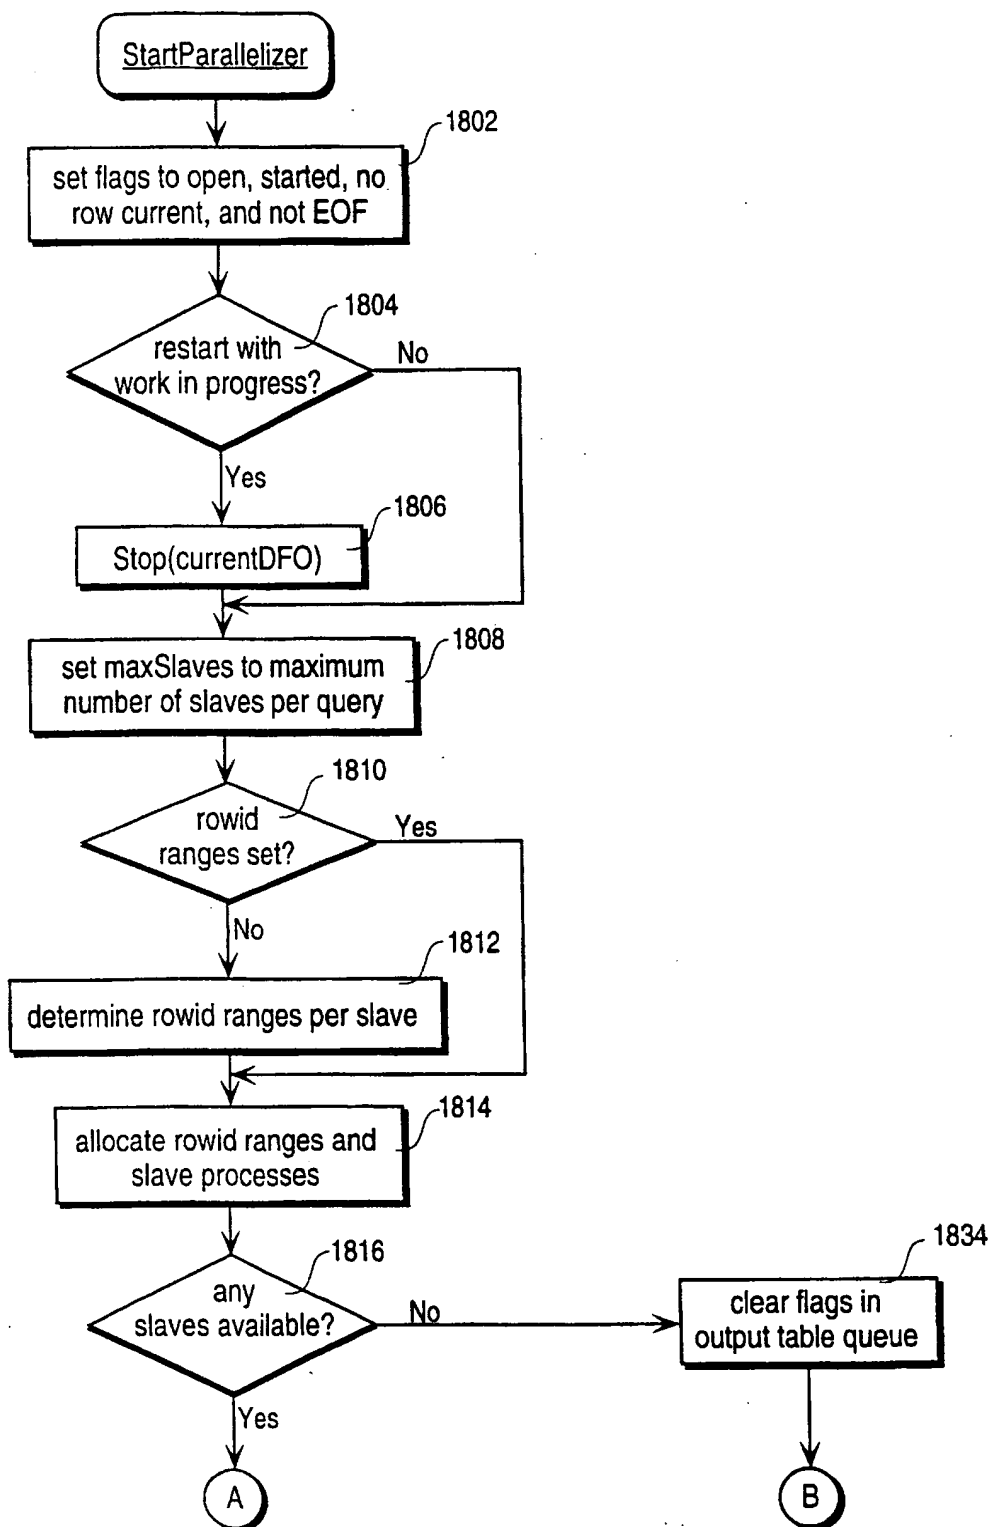 StartParallelizer
1802
set flags to open, started, no
row current, and not EOF
1804
restart with
work in progress?
No
Yes
1806
Stop(currentDFO)
1808
set maxSlaves to maximum
number of slaves per query
1810
rowid
ranges set?
Yes
No
1812
determine rowid ranges per slave
1814
allocate rowid ranges and
slave processes
1816
any
slaves available?
No
1834
clear flags in
output table queue
Yes
A
B